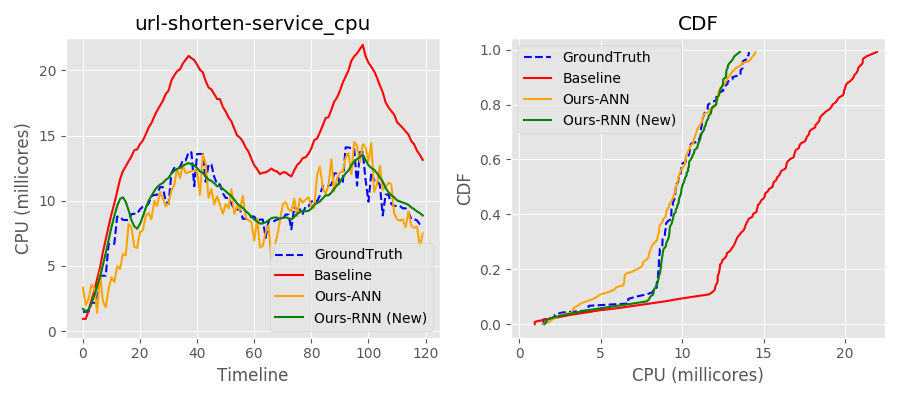 url-shorten-service_cpu
CPU (millicores)
20
15
10
5
0
GroundTruth
Baseline
Ours-ANN
Ours-RNN (New)
0 20 40 60 80 100 120
Timeline
CDF
CDF
1.0
0.8
0.6
0.4
0.2
0.0
GroundTruth
Baseline
Ours-ANN
Ours-RNN (New)
0 5 10 15 20
CPU (millicores)